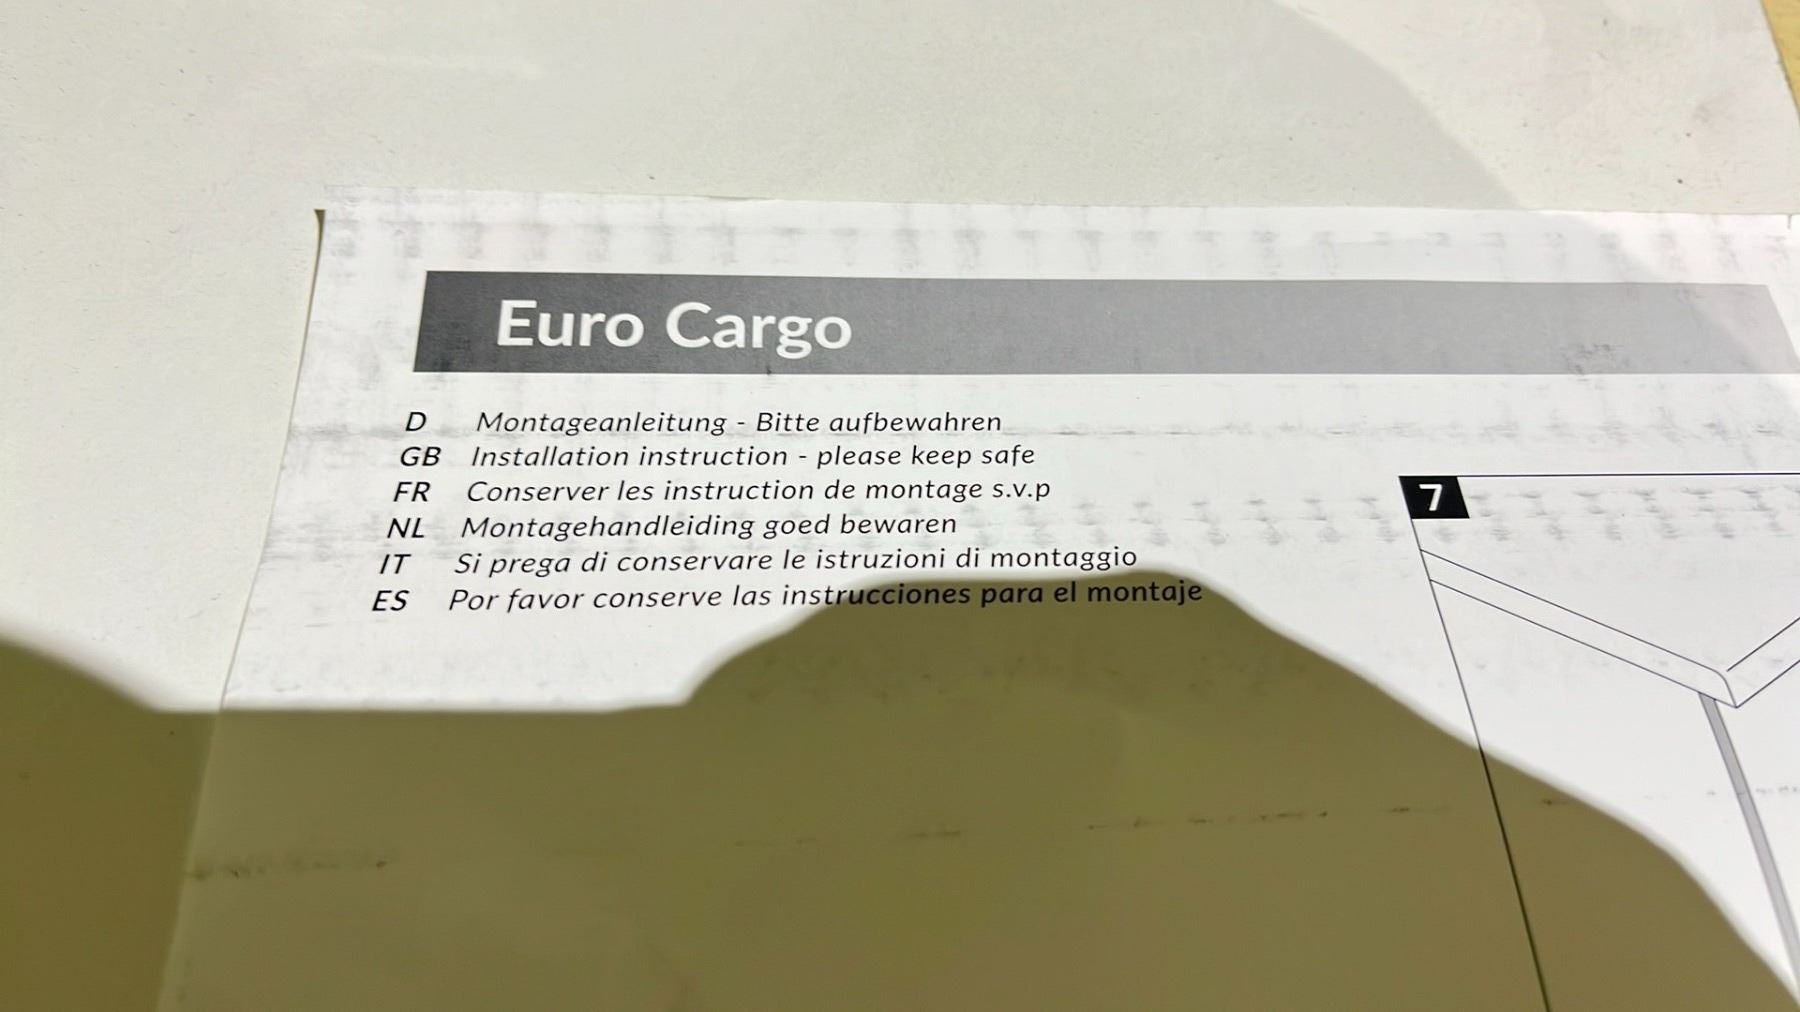 Euro Cargo
D Montageanleitung - Bitte aufbewahren
GB Installation instruction - please keep safe
FR Conserver les instruction de montage s.v.p
NL Montagehandleiding goed bewaren
IT Si prega di conservare le istruzioni di montaggio
ES Por favor conserve las instrucciones para el montaje
7